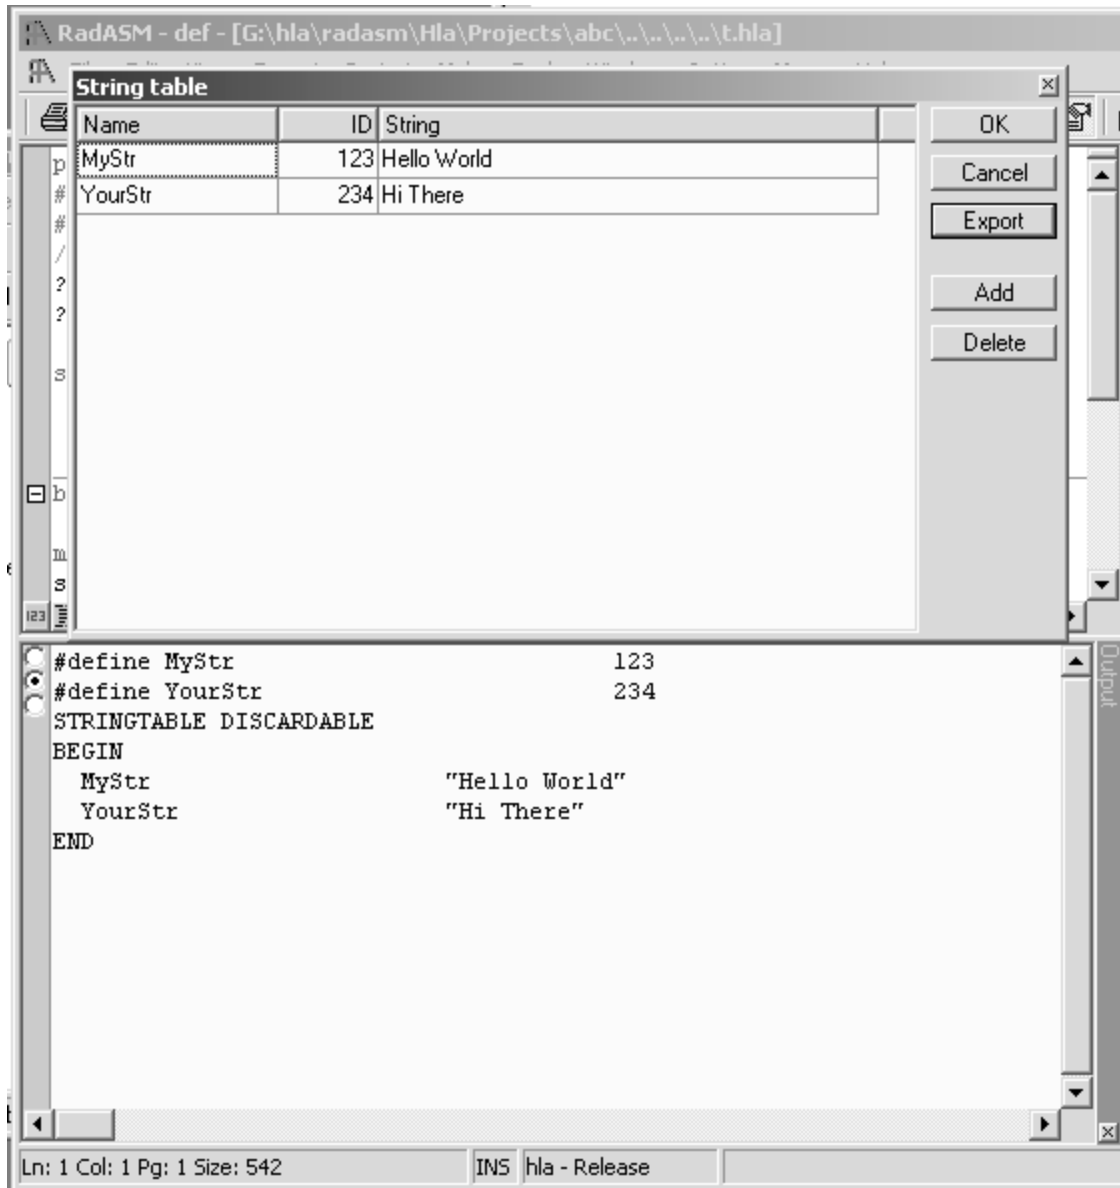 RadASM - def - [G:\hla\radasm\Hla\Projects\abc\..\..\..\..\t.hla]
String table
Name ID String
MyStr 123 Hello World
YourStr 234 Hi There
OK
Cancel
Export
Add
Delete
p
#
#
/
?
?
s
b
m
s
123
#define MyStr 123
#define YourStr 234
STRINGTABLE DISCARDABLE
BEGIN
MyStr "Hello World"
YourStr "Hi There"
END
Output
Ln: 1 Col: 1 Pg: 1 Size: 542 INS hla - Release